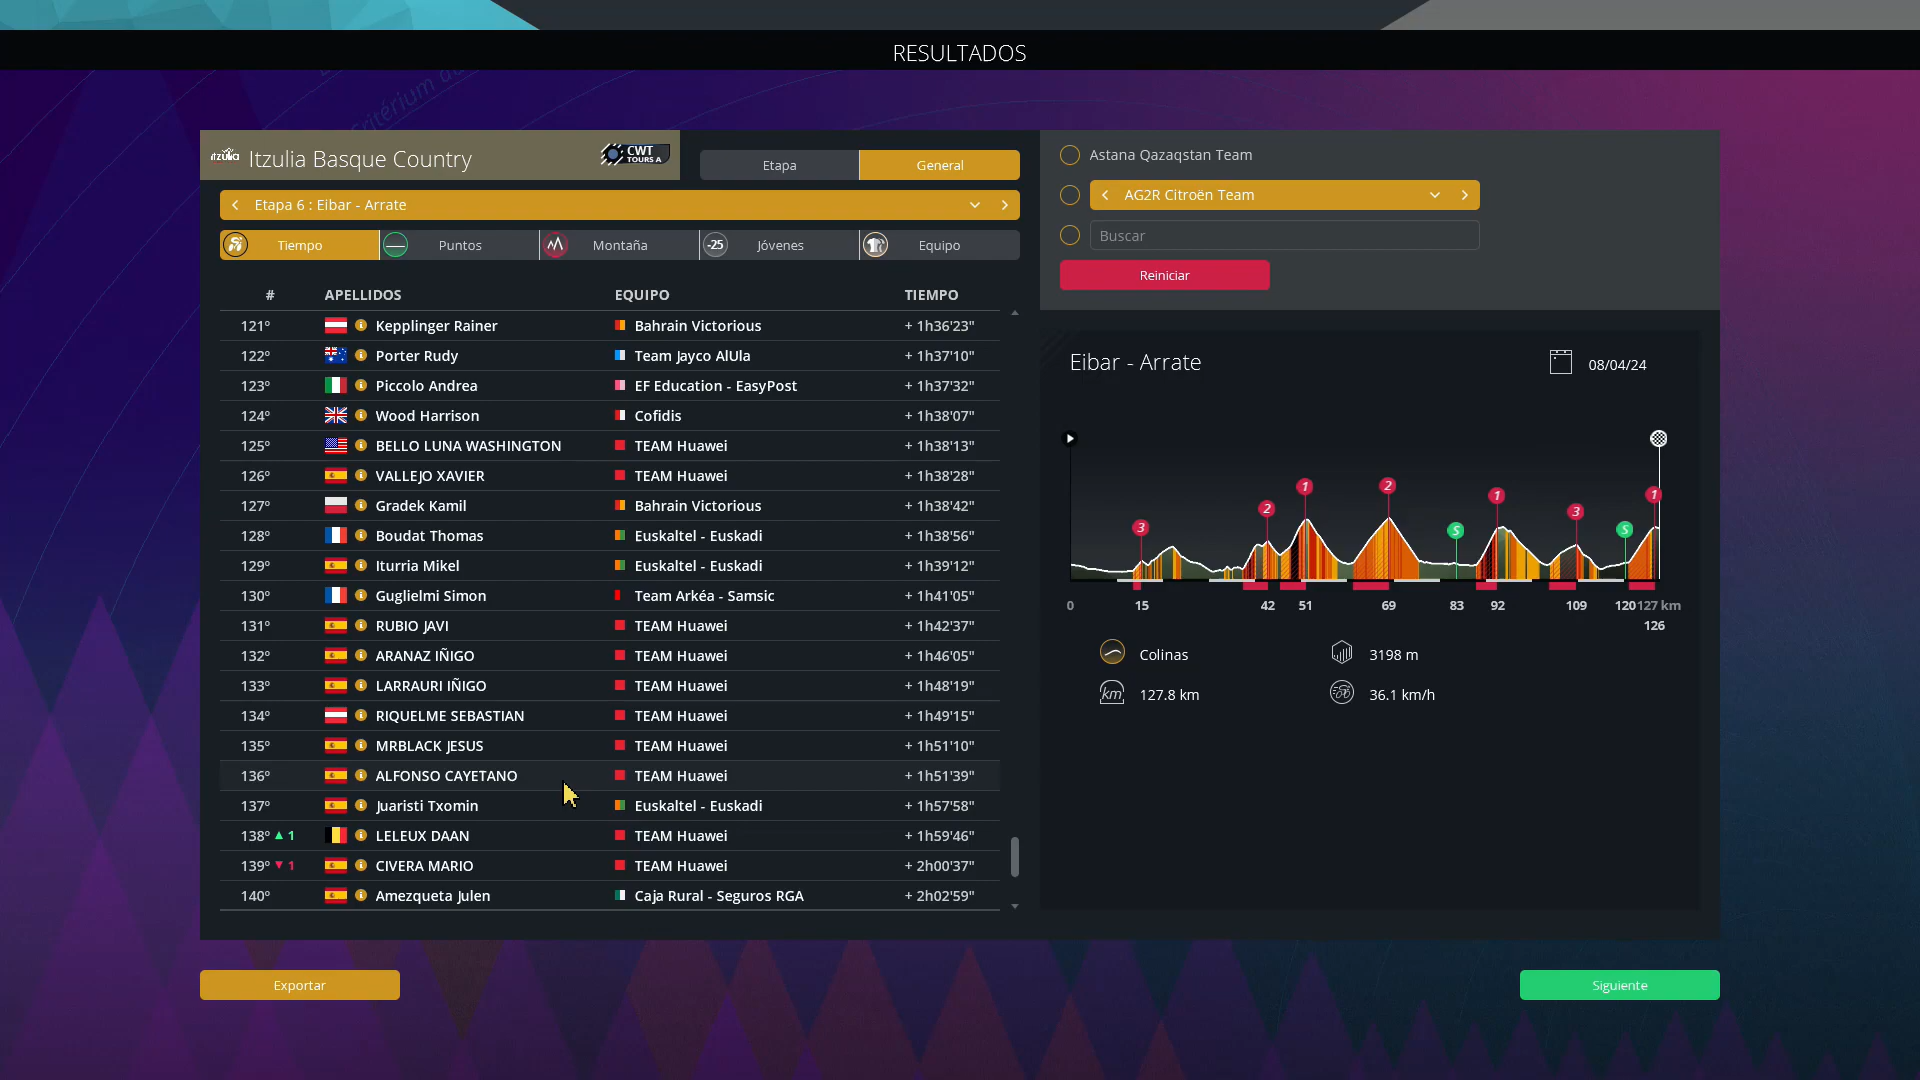 RESULTADOS
Itzulia Itzulia Basque Country CWT TOURS A
Etapa General
Etapa 6 : Eibar - Arrate
Tiempo Puntos Montaña -25 Jóvenes Equipo
# APELLIDOS EQUIPO TIEMPO
121º Kepplinger Rainer Bahrain Victorious + 1h36'23"
122º Porter Rudy Team Jayco AlUla + 1h37'10"
123º Piccolo Andrea EF Education - EasyPost + 1h37'32"
124º Wood Harrison Cofidis + 1h38'07"
125º BELLO LUNA WASHINGTON TEAM Huawei + 1h38'13"
126º VALLEJO XAVIER TEAM Huawei + 1h38'28"
127º Gradek Kamil Bahrain Victorious + 1h38'42"
128º Boudat Thomas Euskaltel - Euskadi + 1h38'56"
129º Iturria Mikel Euskaltel - Euskadi + 1h39'12"
130º Guglielmi Simon Team Arkéa - Samsic + 1h41'05"
131º RUBIO JAVI TEAM Huawei + 1h42'37"
132º ARANAZ IÑIGO TEAM Huawei + 1h46'05"
133º LARRAURI IÑIGO TEAM Huawei + 1h48'19"
134º RIQUELME SEBASTIAN TEAM Huawei + 1h49'15"
135º MRBLACK JESUS TEAM Huawei + 1h51'10"
136º ALFONSO CAYETANO TEAM Huawei + 1h51'39"
137º Juaristi Txomin Euskaltel - Euskadi + 1h57'58"
138º 1 LELEUX DAAN TEAM Huawei + 1h59'46"
139º 1 CIVERA MARIO TEAM Huawei + 2h00'37"
140º Amezqueta Julen Caja Rural - Seguros RGA + 2h02'59"
Astana Qazaqstan Team
AG2R Citroën Team
Buscar
Reiniciar
Eibar - Arrate 08/04/24
3 2 1 2 S 1 3 S 1
0 15 42 51 69 83 92 109 120 127 km
126
Colinas 3198 m
km 127.8 km 36.1 km/h
Exportar Siguiente